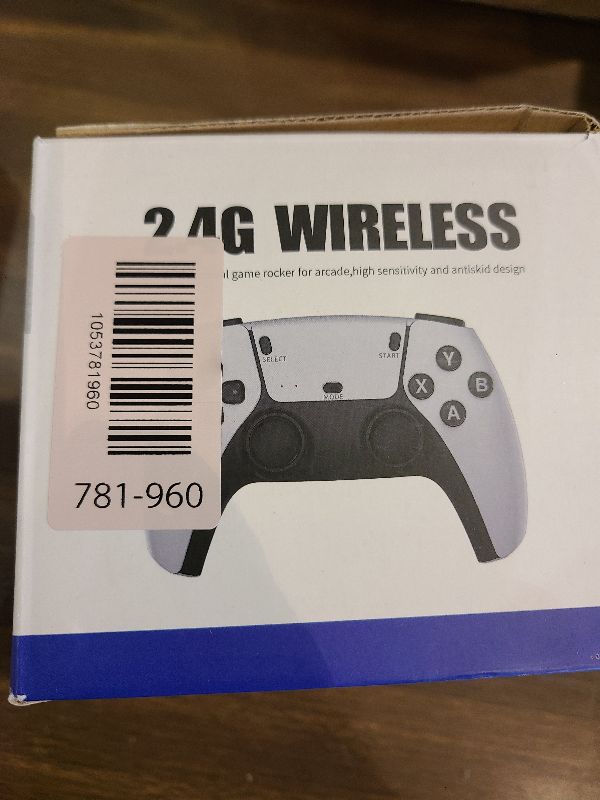 2.4G WIRELESS
game rocker for arcade,high sensitivity and antiskid design
SELECT
START
MODE
Y
X
B
A
1053781960
781-960